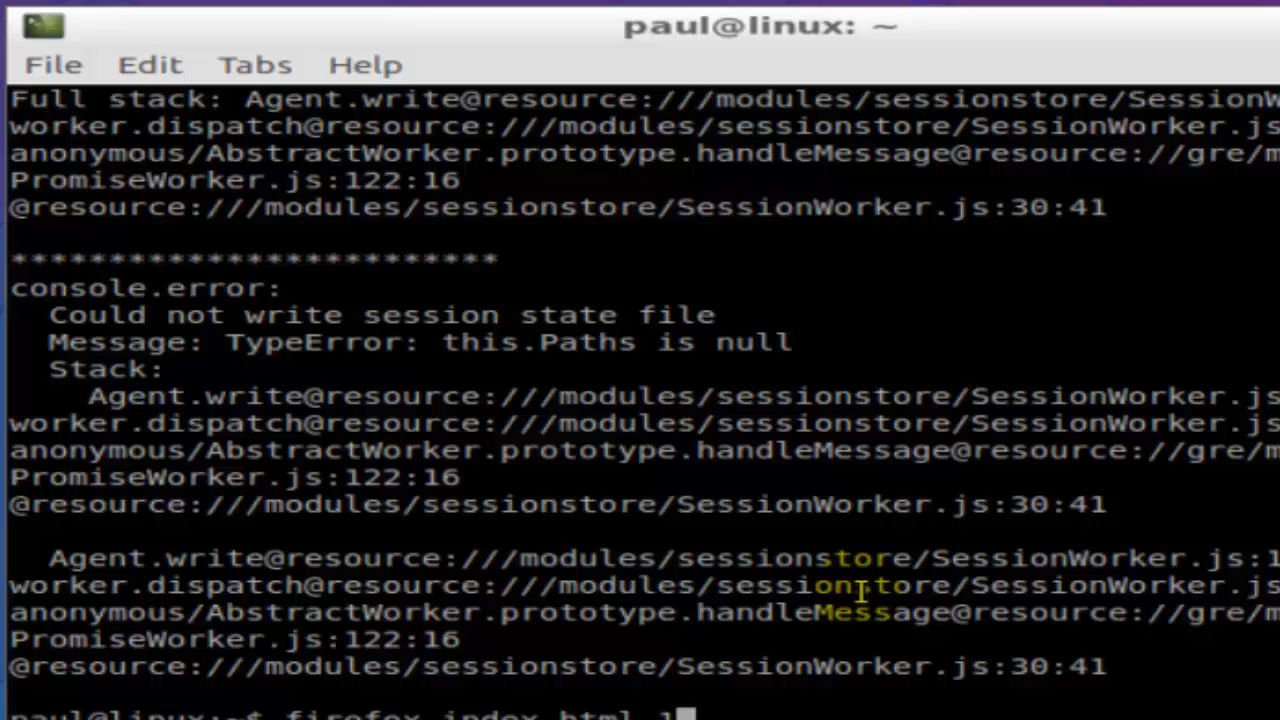 paul@linux: ~
File Edit Tabs Help
Full stack: Agent.write@resource:///modules/sessionstore/SessionW
worker.dispatch@resource:///modules/sessionstore/SessionWorker.js
anonymous/AbstractWorker.prototype.handleMessage@resource://gre/m
PromiseWorker.js:122:16
@resource:///modules/sessionstore/SessionWorker.js:30:41
*************************
console.error:
Could not write session state file
Message: TypeError: this.Paths is null
Stack:
Agent.write@resource:///modules/sessionstore/SessionWorker.js
worker.dispatch@resource:///modules/sessionstore/SessionWorker.js
anonymous/AbstractWorker.prototype.handleMessage@resource://gre/m
PromiseWorker.js:122:16
@resource:///modules/sessionstore/SessionWorker.js:30:41
Agent.write@resource:///modules/sessionstore/SessionWorker.js:1
worker.dispatch@resource:///modules/sessionstore/SessionWorker.js
anonymous/AbstractWorker.prototype.handleMessage@resource://gre/m
PromiseWorker.js:122:16
@resource:///modules/sessionstore/SessionWorker.js:30:41
paul@linux:~$ firefox index.html.1